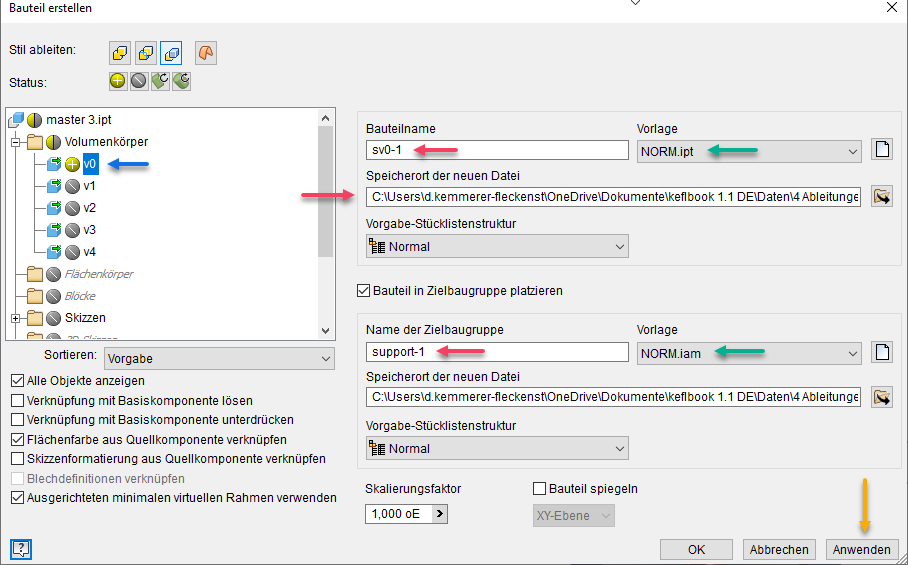 Bauteil erstellen
Stil ableiten:
Status:
master 3.ipt
Volumenkörper
v0
v1
v2
v3
v4
Flächenkörper
Blöcke
Skizzen
Sortieren: Vorgabe
Alle Objekte anzeigen
Verknüpfung mit Basiskomponente lösen
Verknüpfung mit Basiskomponente unterdrücken
Flächenfarbe aus Quellkomponente verknüpfen
Skizzenformatierung aus Quellkomponente verknüpfen
Blechdefinitionen verknüpfen
Ausgerichteten minimalen virtuellen Rahmen verwenden
Bauteilname Vorlage
sv0-1 NORM.ipt
Speicherort der neuen Datei
C:\Users\d.kemmerer-fleckenst\OneDrive\Dokumente\keflbook 1.1 DE\Daten\4 Ableitunge
Vorgabe-Stücklistenstruktur
Normal
Bauteil in Zielbaugruppe platzieren
Name der Zielbaugruppe Vorlage
support-1 NORM.iam
Speicherort der neuen Datei
C:\Users\d.kemmerer-fleckenst\OneDrive\Dokumente\keflbook 1.1 DE\Daten\4 Ableitunge
Vorgabe-Stücklistenstruktur
Normal
Skalierungsfaktor Bauteil spiegeln
1,000 oE XY-Ebene
OK Abbrechen Anwenden